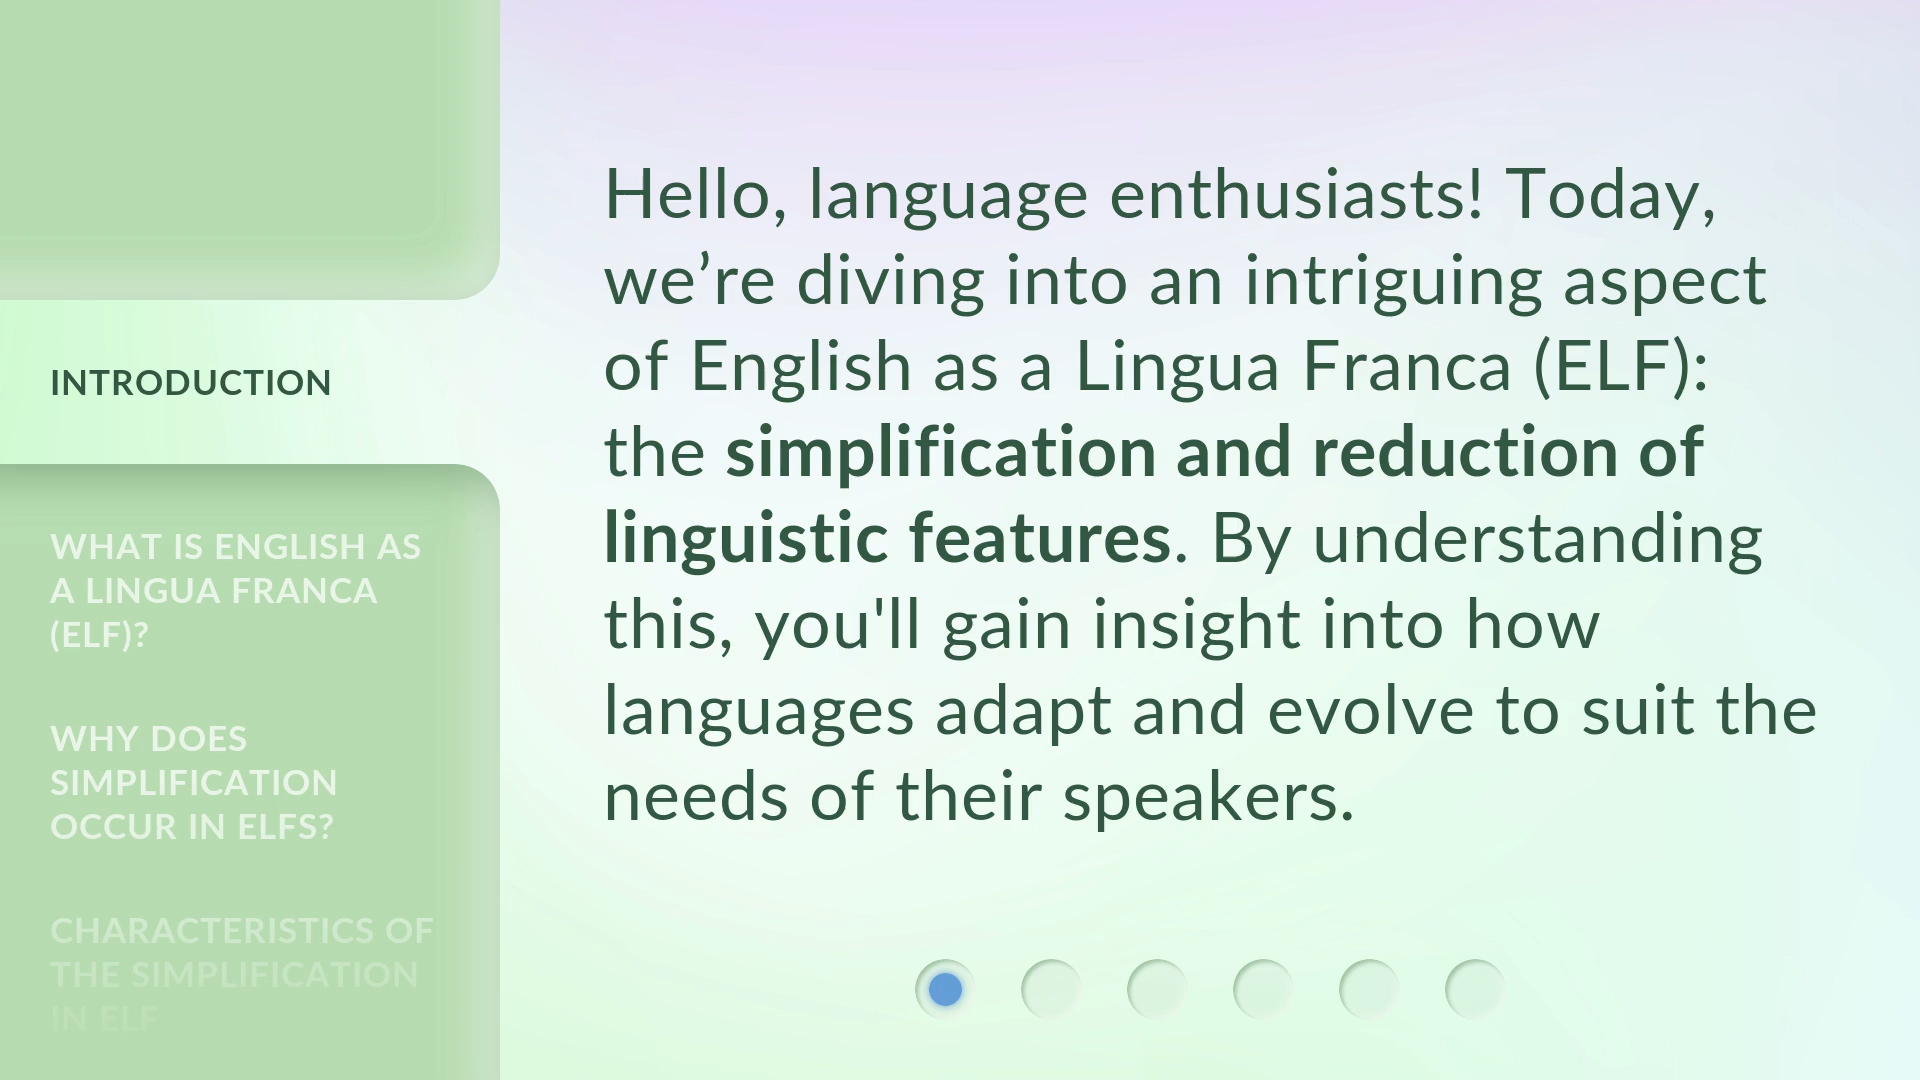 INTRODUCTION
WHAT IS ENGLISH AS
A LINGUA FRANCA
(ELF)?
WHY DOES
SIMPLIFICATION
OCCUR IN ELFS?
CHARACTERISTICS OF
THE SIMPLIFICATION
IN ELF
Hello, language enthusiasts! Today,
we’re diving into an intriguing aspect
of English as a Lingua Franca (ELF):
the simplification and reduction of
linguistic features. By understanding
this, you'll gain insight into how
languages adapt and evolve to suit the
needs of their speakers.